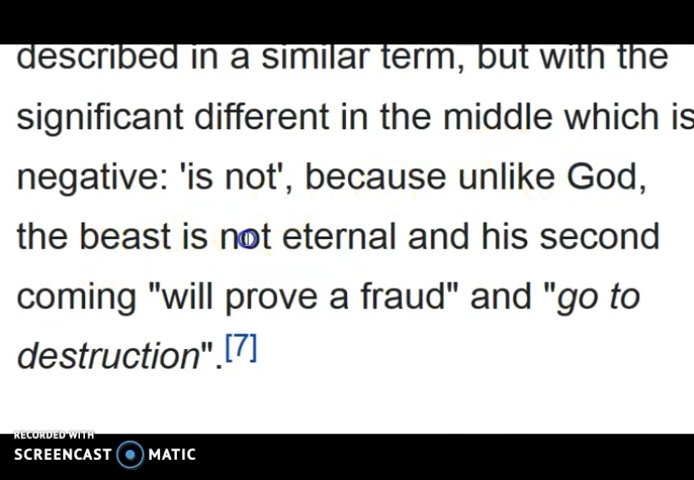 described in a similar term, but with the
significant different in the middle which is
negative: 'is not', because unlike God,
the beast is not eternal and his second
coming "will prove a fraud" and "go to
destruction".[7]
RECORDED WITH
SCREENCAST MATIC